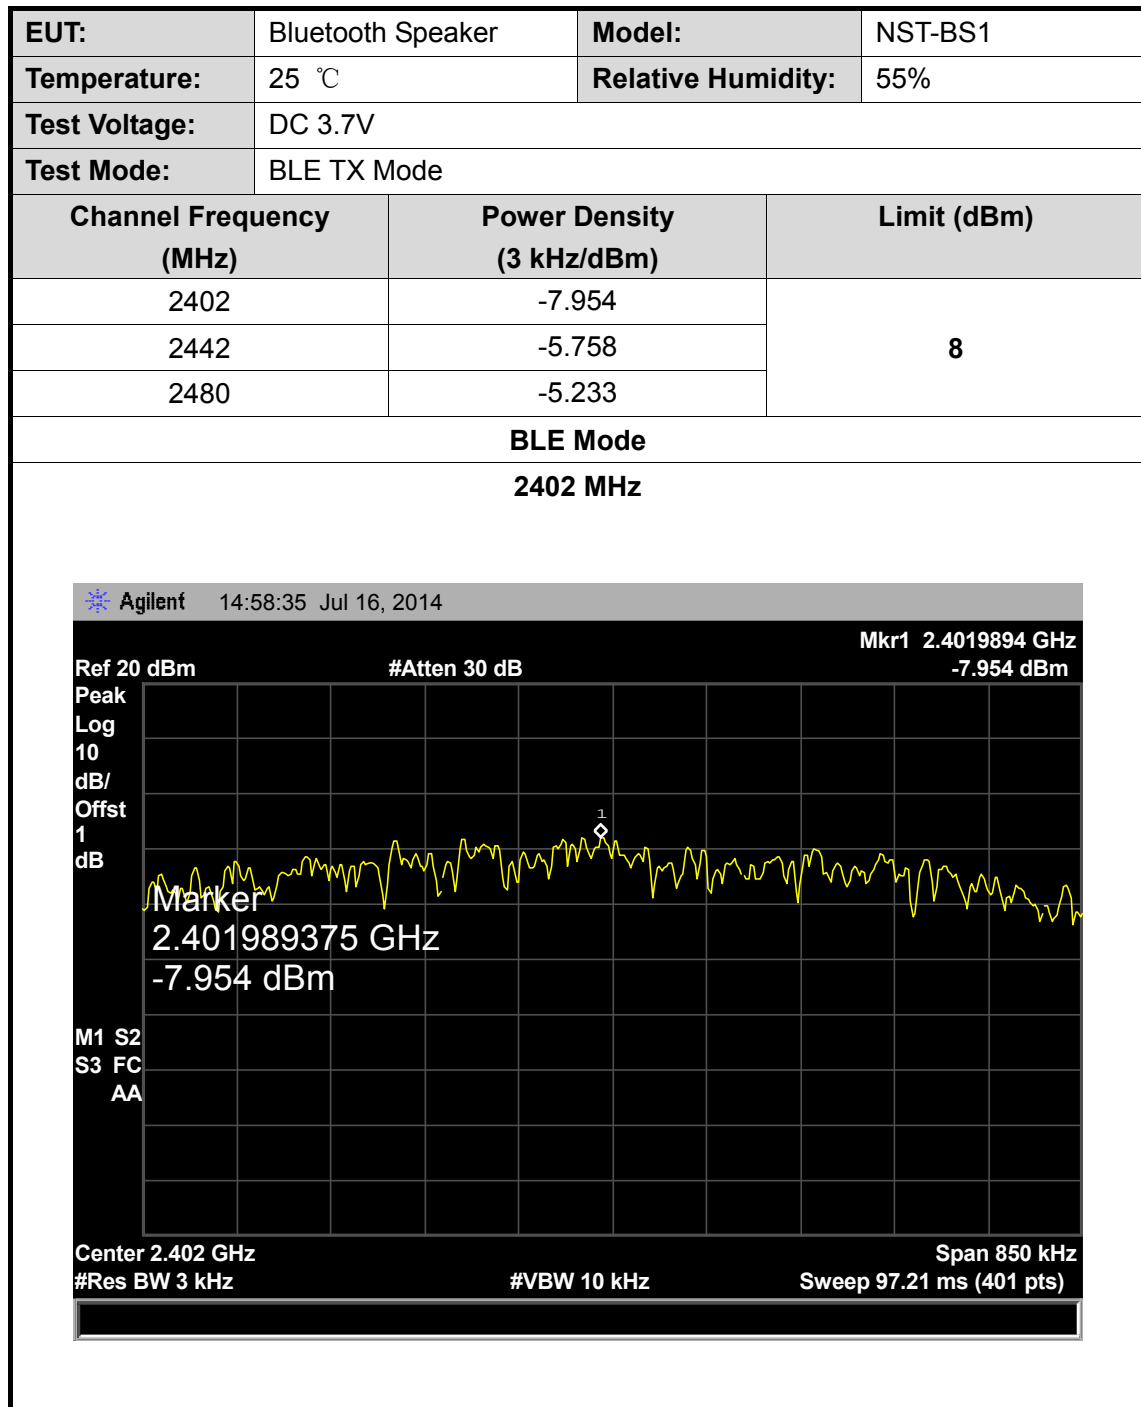 EUT: Bluetooth Speaker Model: NST-BS1
Temperature: 25 ℃ Relative Humidity: 55%
Test Voltage: DC 3.7V
Test Mode: BLE TX Mode
Channel Frequency (MHz) Power Density (3 kHz/dBm) Limit (dBm)
2402 -7.954 8
2442 -5.758
2480 -5.233
BLE Mode
2402 MHz
Agilent 14:58:35 Jul 16, 2014
Mkr1 2.4019894 GHz
Ref 20 dBm #Atten 30 dB -7.954 dBm
Peak
Log
10
dB/
Offst
1
dB
1
Marker
2.401989375 GHz
-7.954 dBm
M1 S2
S3 FC
AA
Center 2.402 GHz Span 850 kHz
#Res BW 3 kHz #VBW 10 kHz Sweep 97.21 ms (401 pts)